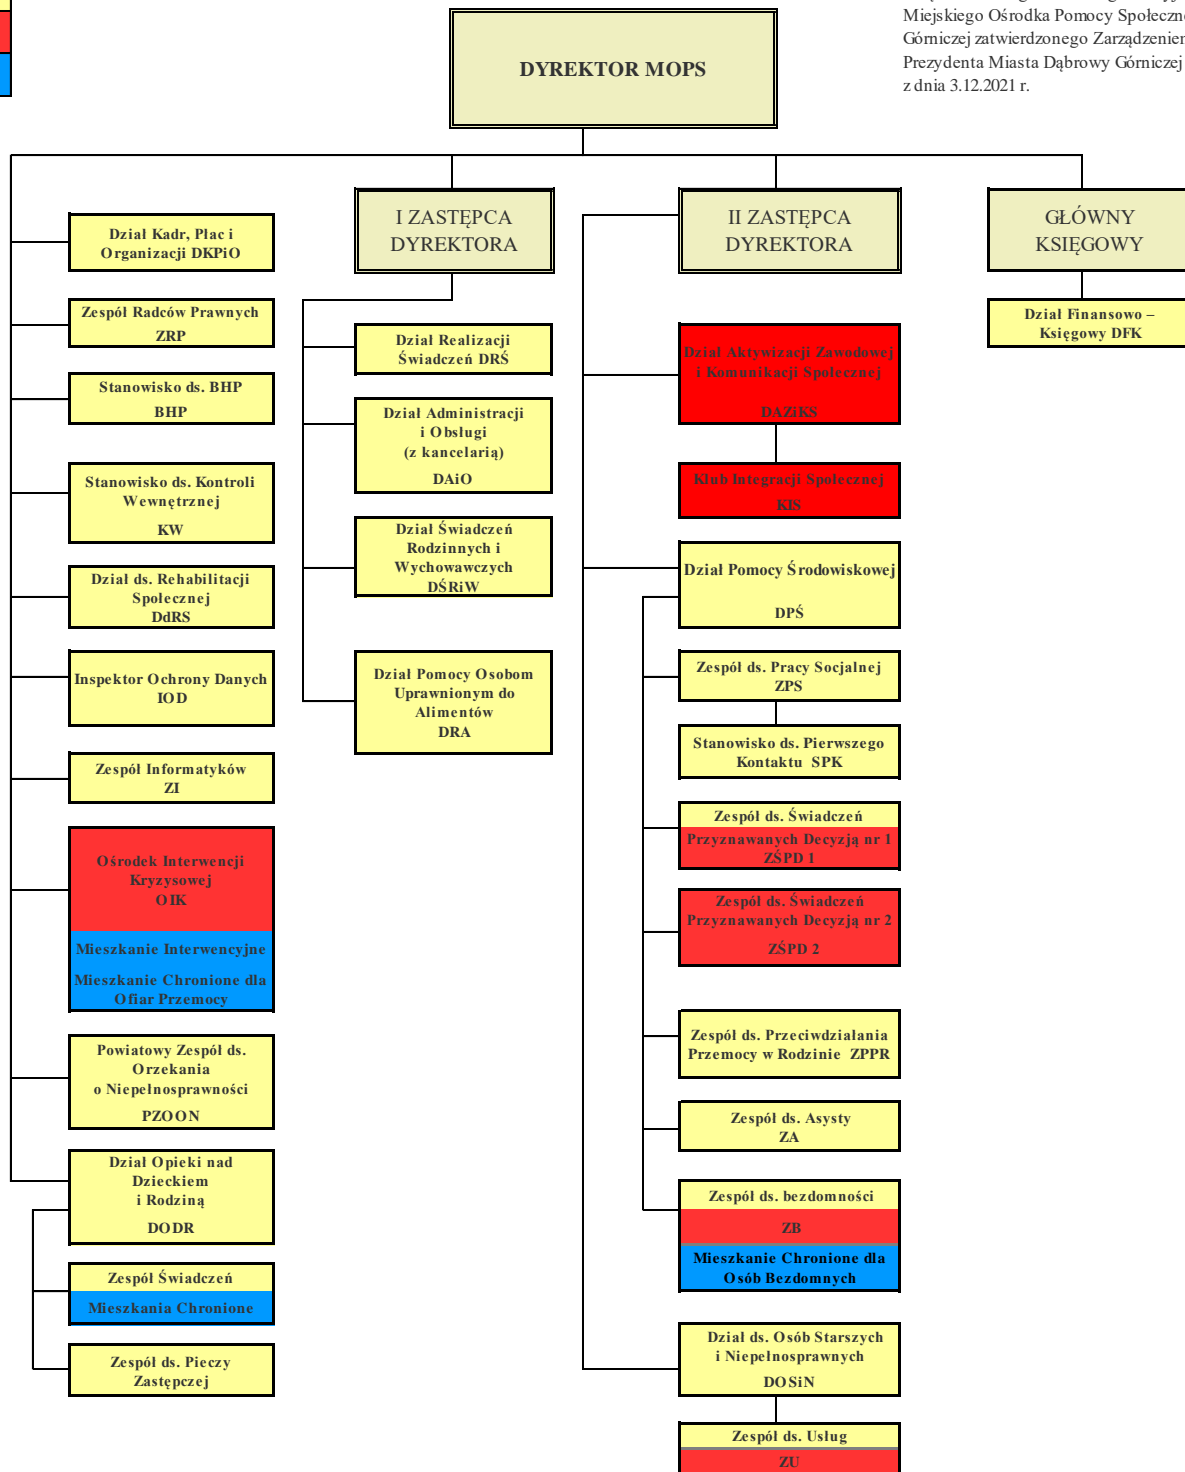 Miejskiego Ośrodka Pomocy
Górniczej zatwierdzonego
Prezydenta Miasta Dąbrowy Górniczej
z dnia 3.12.2021 r.
DYREKTOR MOPS
I ZASTĘPCA
DYREKTORA
II ZASTĘPCA
DYREKTORA
GŁÓWNY
KSIĘGOWY
Dział Kadr, Płac i
Organizacji DKPiO
Zespół Radców Prawnych
ZRP
Stanowisko ds. BHP
BHP
Stanowisko ds. Kontroli
Wewnętrznej
KW
Dział ds. Rehabilitacji
Społecznej
DdRS
Inspektor Ochrony Danych
IOD
Zespół Informatyków
ZI
Ośrodek Interwencji
Kryzysowej
OIK
Mieszkanie Interwencyjne
Mieszkanie Chronione dla
Ofiar Przemocy
Powiatowy Zespół ds.
Orzekania
o Niepełnosprawności
PZOON
Dział Opieki nad
Dzieckiem
i Rodziną
DODR
Zespół Świadczeń
Mieszkania Chronione
Zespół ds. Pieczy
Zastępczej
Dział Realizacji
Świadczeń DRŚ
Dział Administracji
i Obsługi
(z kancelarią)
DAiO
Dział Świadczeń
Rodzinnych i
Wychowawczych
DŚRiW
Dział Pomocy Osobom
Uprawnionym do
Alimentów
DRA
Dział Aktywizacji Zawodowej
i Komunikacji Społecznej
DAZiKS
Klub Integracji Społecznej
KIS
Dział Pomocy Środowiskowej
DPŚ
Zespół ds. Pracy Socjalnej
ZPS
Stanowisko ds. Pierwszego
Kontaktu SPK
Zespół ds. Świadczeń
Przyznawanych Decyzją nr 1
ZŚPD 1
Zespół ds. Świadczeń
Przyznawanych Decyzją nr 2
ZŚPD 2
Zespół ds. Przeciwdziałania
Przemocy w Rodzinie ZPPR
Zespół ds. Asysty
ZA
Zespół ds. bezdomności
ZB
Mieszkanie Chronione dla
Osób Bezdomnych
Dział ds. Osób Starszych
i Niepełnosprawnych
DOSiN
Zespół ds. Usług
ZU
Dział Finansowo –
Księgowy DFK